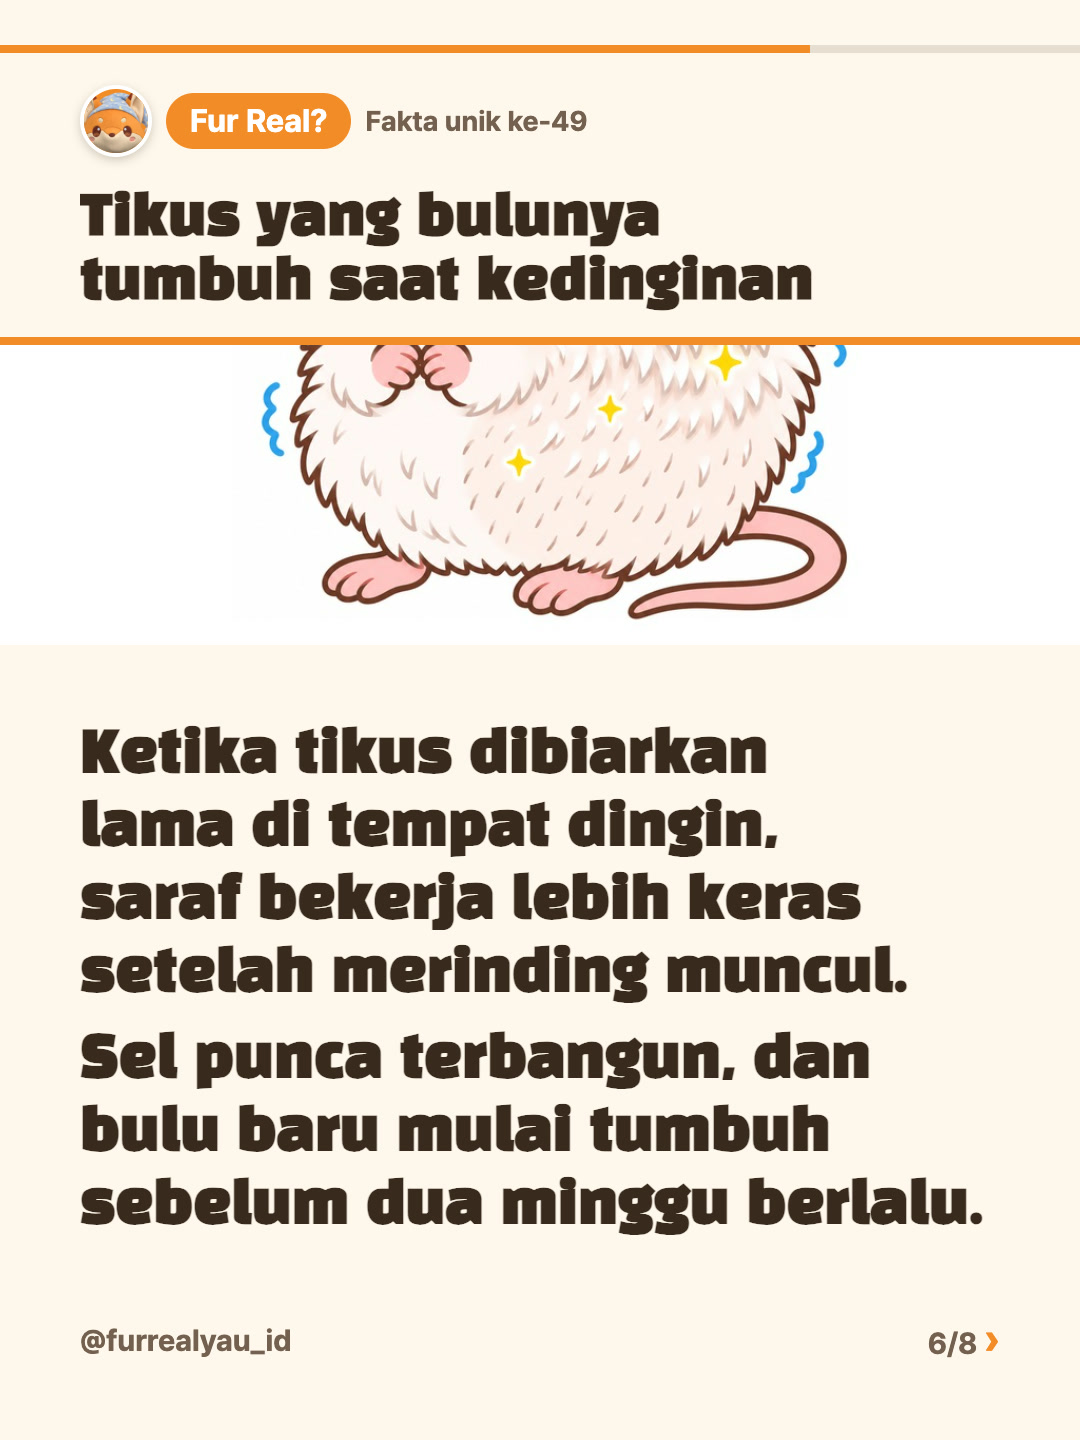 Fur Real?
Fakta unik ke-49
Tikus yang bulunya
tumbuh saat kedinginan
Ketika tikus dibiarkan
lama di tempat dingin,
saraf bekerja lebih keras
setelah merinding muncul.
Sel punca terbangun, dan
bulu baru mulai tumbuh
sebelum dua minggu berlalu.
@furrealyau_id
6/8 ›